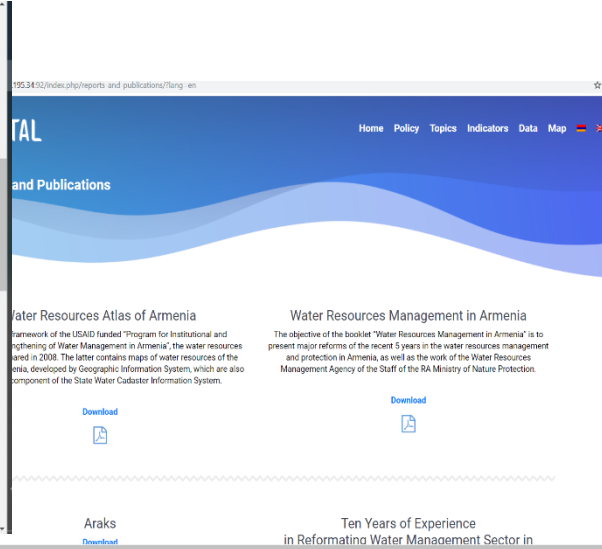 .195.34:92/index.php/reports-and-publications/?lang=en
TAL
Home Policy Topics Indicators Data Map
and Publications
Water Resources Atlas of Armenia
framework of the USAID funded "Program for Institutional and
ngthening of Water Management in Armenia", the water resources
ared in 2008. The latter contains maps of water resources of the
enia, developed by Geographic Information System, which are also
component of the State Water Cadaster Information System.
Download
Water Resources Management in Armenia
The objective of the booklet "Water Resources Management in Armenia" is to
present major reforms of the recent 5 years in the water resources management
and protection in Armenia, as well as the work of the Water Resources
Management Agency of the Staff of the RA Ministry of Nature Protection.
Download
Araks
Download
Ten Years of Experience
in Reformating Water Management Sector in